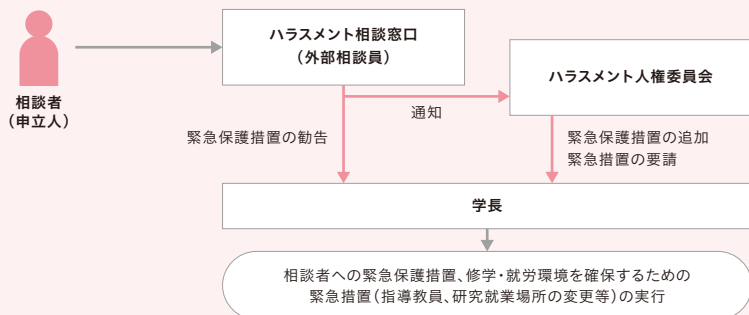 ハラスメント相談窓口
（外部相談員）
相談者
（申立人）
ハラスメント人権委員会
通知
緊急保護措置の勧告
緊急保護措置の追加
緊急措置の要請
学長
相談者への緊急保護措置、修学・就労環境を確保するための
緊急措置（指導教員、研究就業場所の変更等）の実行